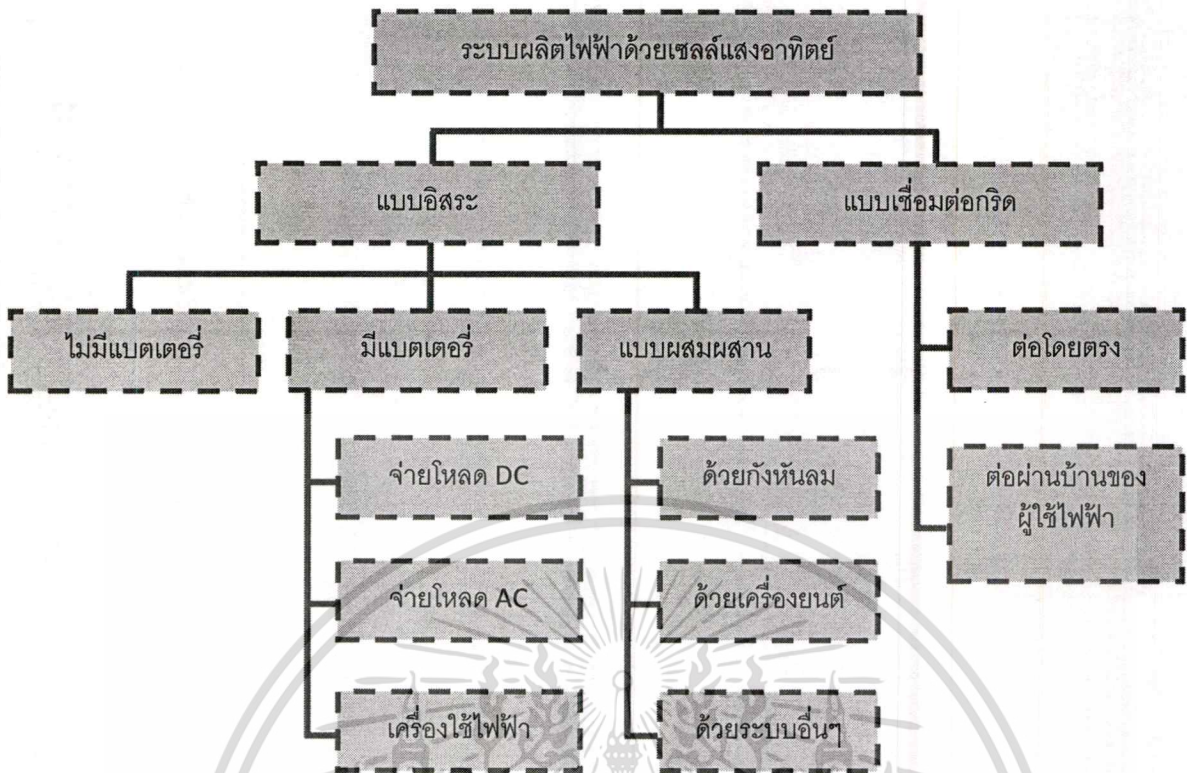 ระบบผลิตไฟฟ้าด้วยเซลล์แสงอาทิตย์
แบบอิสระ
แบบเชื่อมต่อกริด
ไม่มีแบตเตอรี่
มีแบตเตอรี่
แบบผสมผสาน
ต่อโดยตรง
จ่ายโหลด DC
ด้วยกังหันลม
ต่อผ่านบ้านของ
ผู้ใช้ไฟฟ้า
จ่ายโหลด AC
ด้วยเครื่องยนต์
เครื่องใช้ไฟฟ้า
ด้วยระบบอื่นๆ